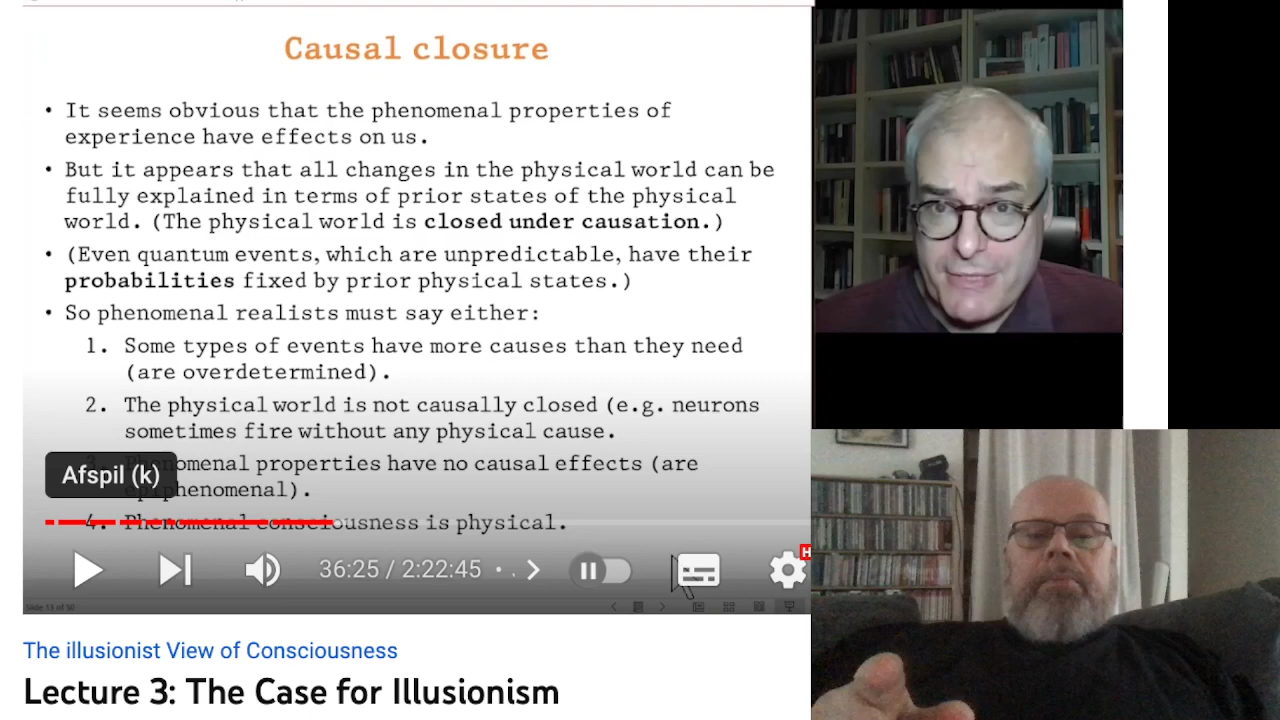 Causal closure
• It seems obvious that the phenomenal properties of
experience have effects on us.
• But it appears that all changes in the physical world can be
fully explained in terms of prior states of the physical
world. (The physical world is closed under causation.)
• (Even quantum events, which are unpredictable, have their
probabilities fixed by prior physical states.)
• So phenomenal realists must say either:
1. Some types of events have more causes than they need
(are overdetermined).
2. The physical world is not causally closed (e.g. neurons
sometimes fire without any physical cause.
Phenomenal properties have no causal effects (are
epiphenomenal).
4. Phenomenal consciousness is physical.
Afspil (k)
36:25 / 2:22:45 • .
H
Slide 13 of 50
The illusionist View of Consciousness
Lecture 3: The Case for Illusionism